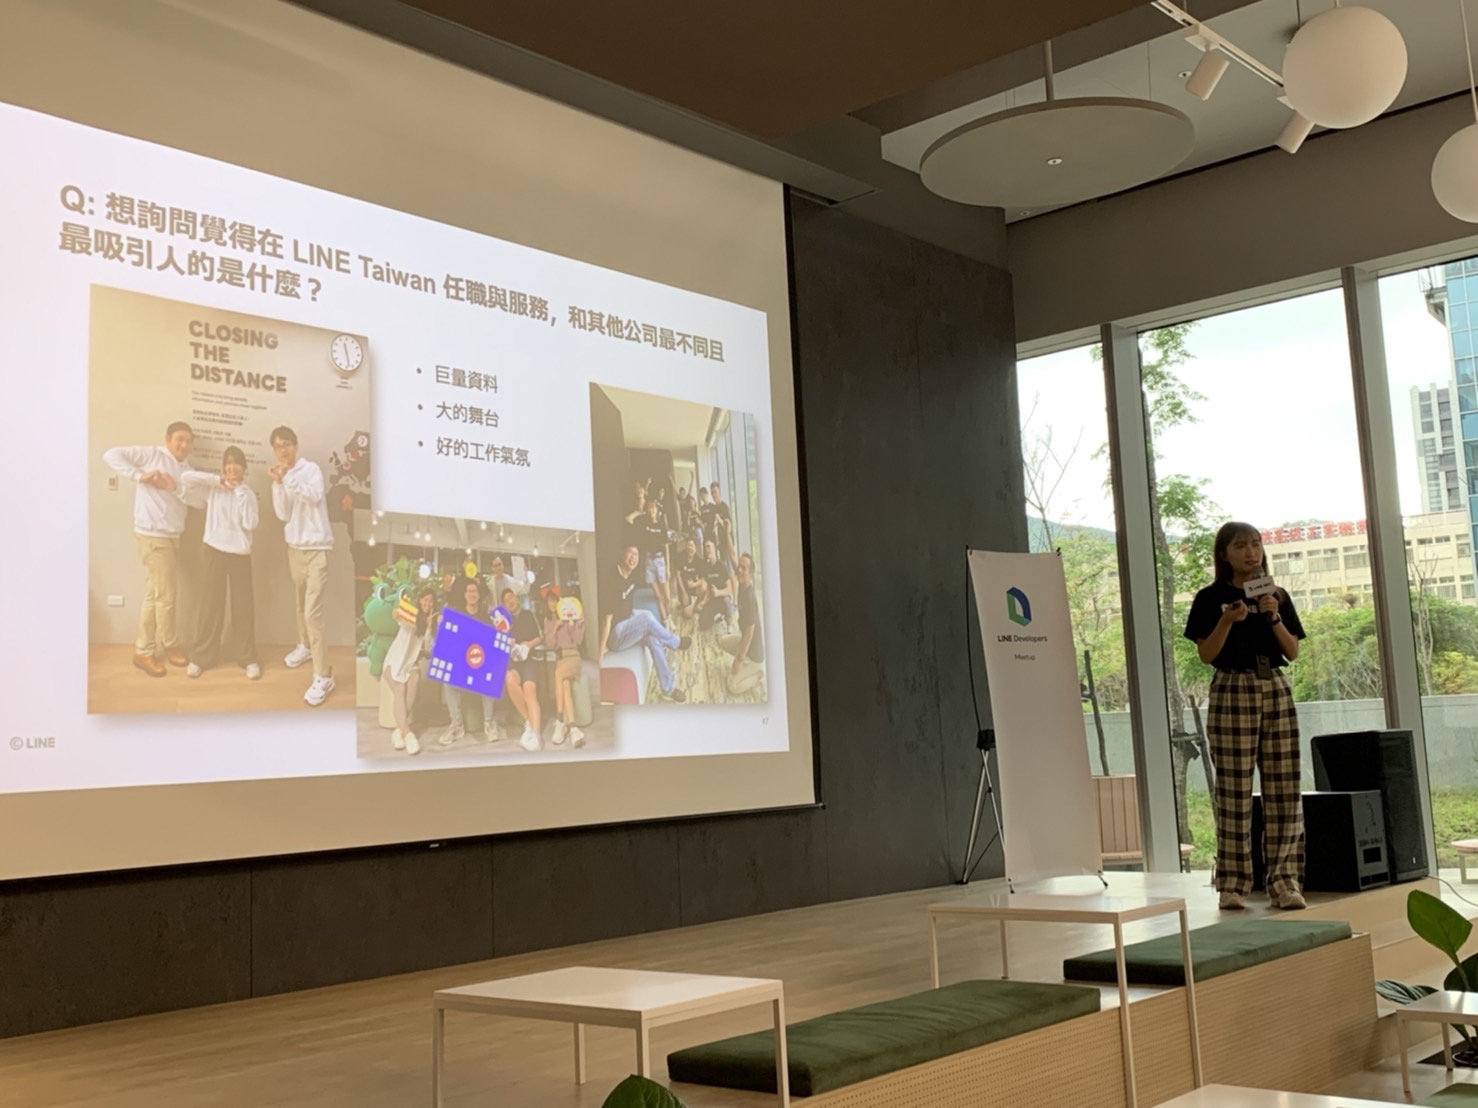 Q: 想詢問覺得在 LINE Taiwan 任職與服務，和其他公司最不同且
最吸引人的是什麼？
CLOSING
THE
DISTANCE
• 巨量資料
• 大的舞台
• 好的工作氣氛
© LINE
47
LINE Developers
Meetup